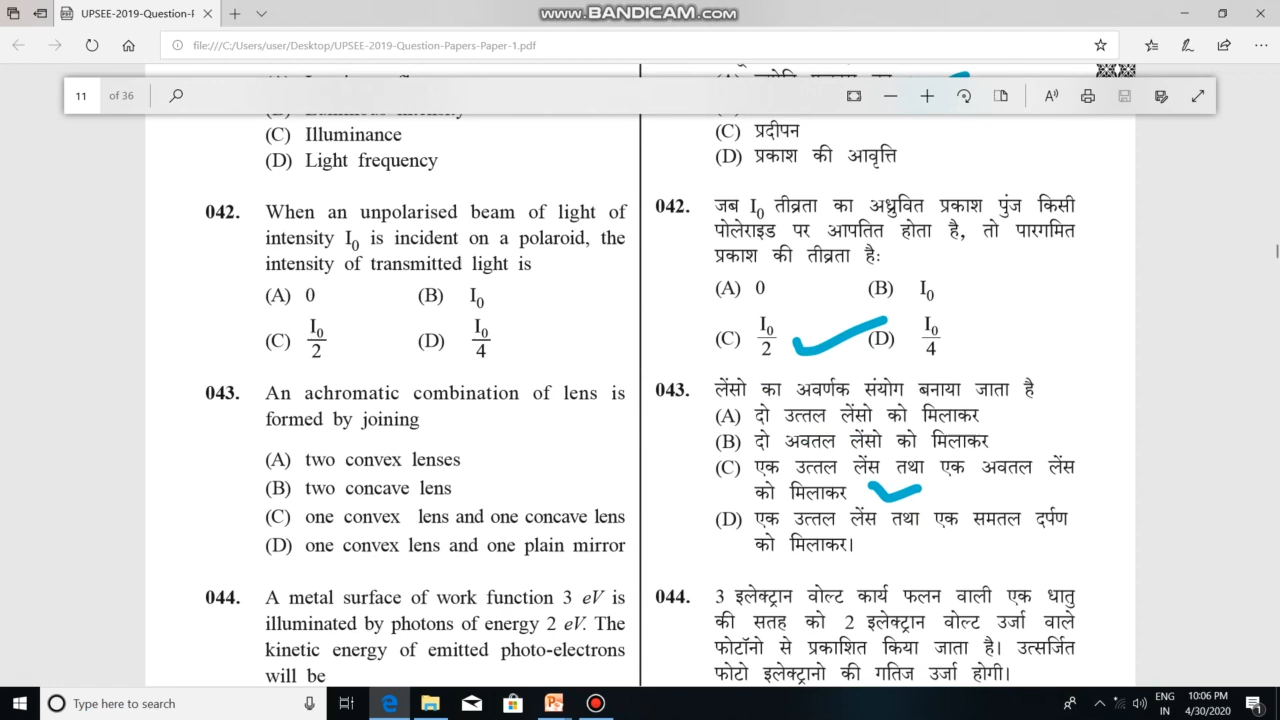 UPSEE-2019-Question-P
www.BANDICAM.com
file:///C:/Users/user/Desktop/UPSEE-2019-Question-Papers-Paper-1.pdf
11 of 36
(C) Illuminance
(D) Light frequency
042. When an unpolarised beam of light of
intensity I₀ is incident on a polaroid, the
intensity of transmitted light is
(A) 0 (B) I₀
(C) I₀/2 (D) I₀/4
043. An achromatic combination of lens is
formed by joining
(A) two convex lenses
(B) two concave lens
(C) one convex lens and one concave lens
(D) one convex lens and one plain mirror
044. A metal surface of work function 3 eV is
illuminated by photons of energy 2 eV. The
kinetic energy of emitted photo-electrons
will be
(C) प्रदीपन
(D) प्रकाश की आवृत्ति
042. जब I₀ तीव्रता का अध्रुवित प्रकाश पुंज किसी
पोलेराइड पर आपतित होता है, तो पारगमित
प्रकाश की तीव्रता है:
(A) 0 (B) I₀
(C) I₀/2 (D) I₀/4
043. लेंसो का अवर्णक संयोग बनाया जाता है
(A) दो उत्तल लेंसो को मिलाकर
(B) दो अवतल लेंसो को मिलाकर
(C) एक उत्तल लेंस तथा एक अवतल लेंस
को मिलाकर
(D) एक उत्तल लेंस तथा एक समतल दर्पण
को मिलाकर।
044. 3 इलेक्ट्रान वोल्ट कार्य फलन वाली एक धातु
की सतह को 2 इलेक्ट्रान वोल्ट उर्जा वाले
फोटॉनो से प्रकाशित किया जाता है। उत्सर्जित
फोटो इलेक्ट्रानो की गतिज उर्जा होगी।
Type here to search
ENG
IN
10:06 PM
4/30/2020